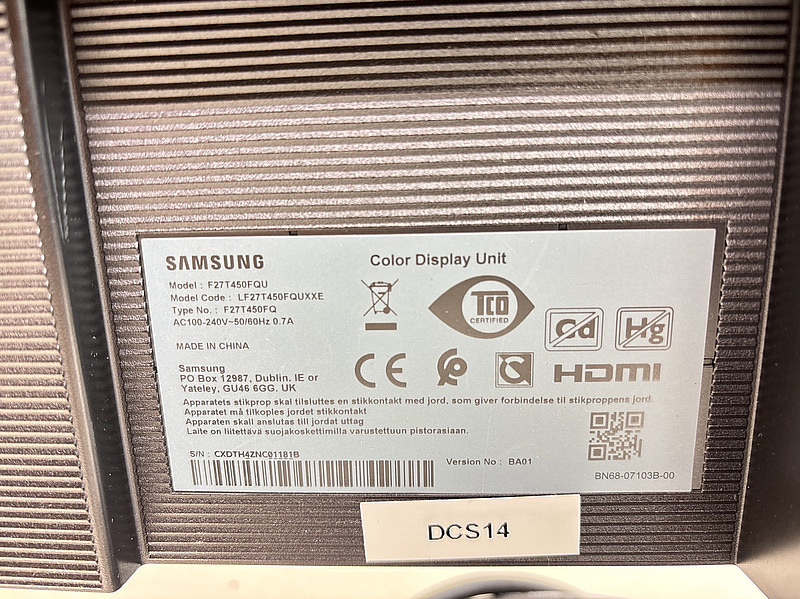 SAMSUNG
Color Display Unit
Model : F27T450FQU
Model Code : LF27T450FQUXXE
Type No. : F27T450FQ
AC100-240V~50/60Hz 0.7A
TCO
CERTIFIED
Cd
Hg
MADE IN CHINA
CE
HDMI
Samsung
PO Box 12987, Dublin. IE or
Yateley, GU46 6GG. UK
Apparatets stikprop skal tilsluttes en stikkontakt med jord, som giver forbindelse til stikproppens jord.
Apparatet må tilkoples jordet stikkontakt
Apparaten skall anslutas till jordat uttag
Laite on liitettävä suojakoskettimilla varustettuun pistorasiaan.
S/N : CXDTH4ZNC01181B
Version No : BA01
BN68-07103B-00
DCS14